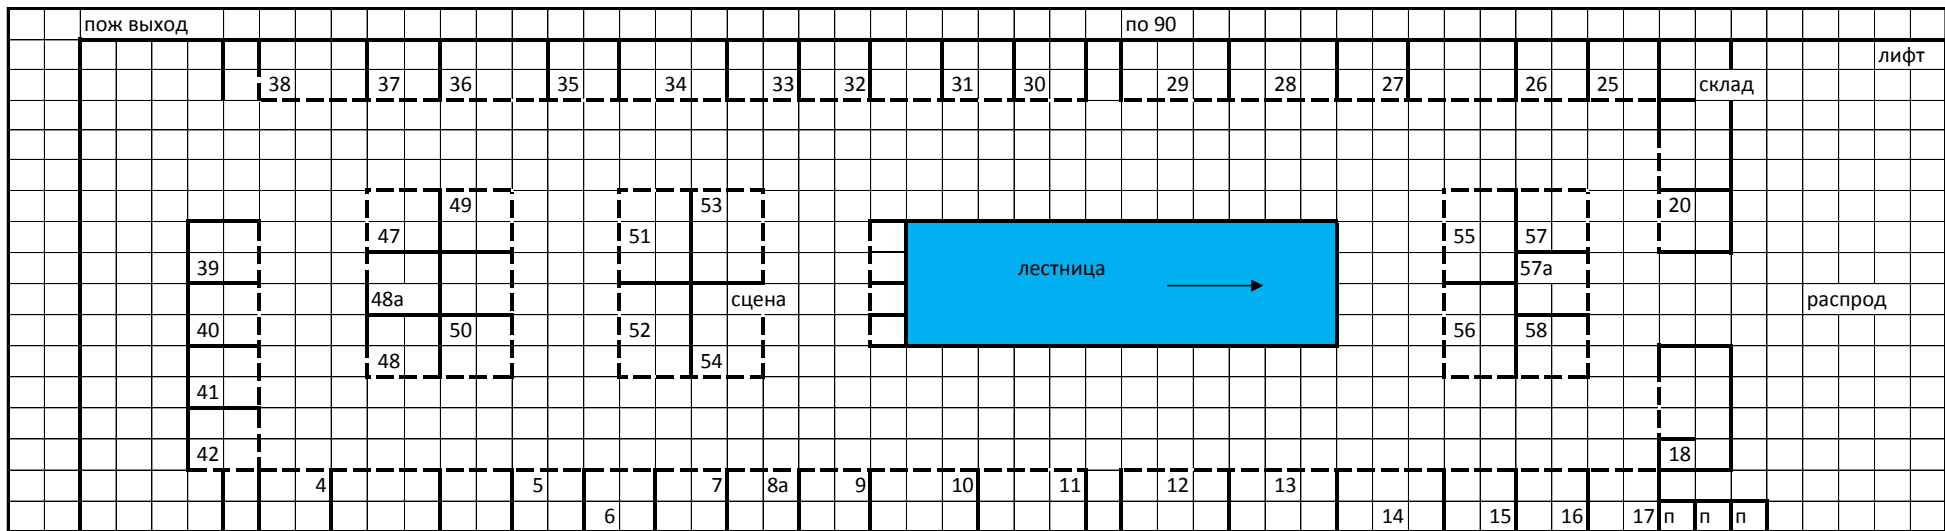 пож выход по 90
лифт
38 37 36 35 34 33 32 31 30 29 28 27 26 25 склад
49 53 20
47 51 55 57
39 лестница 57а
48а сцена распрод
40 50 52 56 58
48 54
41
42 18
4 5 7 8а 9 10 11 12 13
6 14 15 16 17 п п п